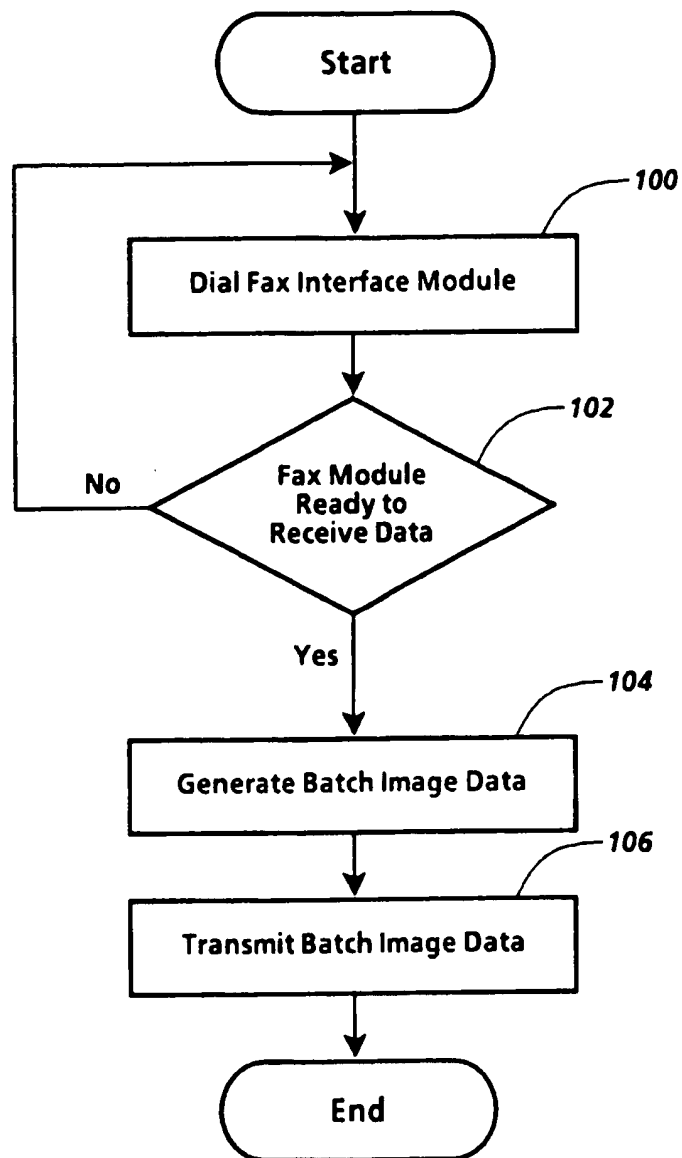 Start
100
Dial Fax Interface Module
102
Fax Module
Ready to
Receive Data
No
Yes
104
Generate Batch Image Data
106
Transmit Batch Image Data
End